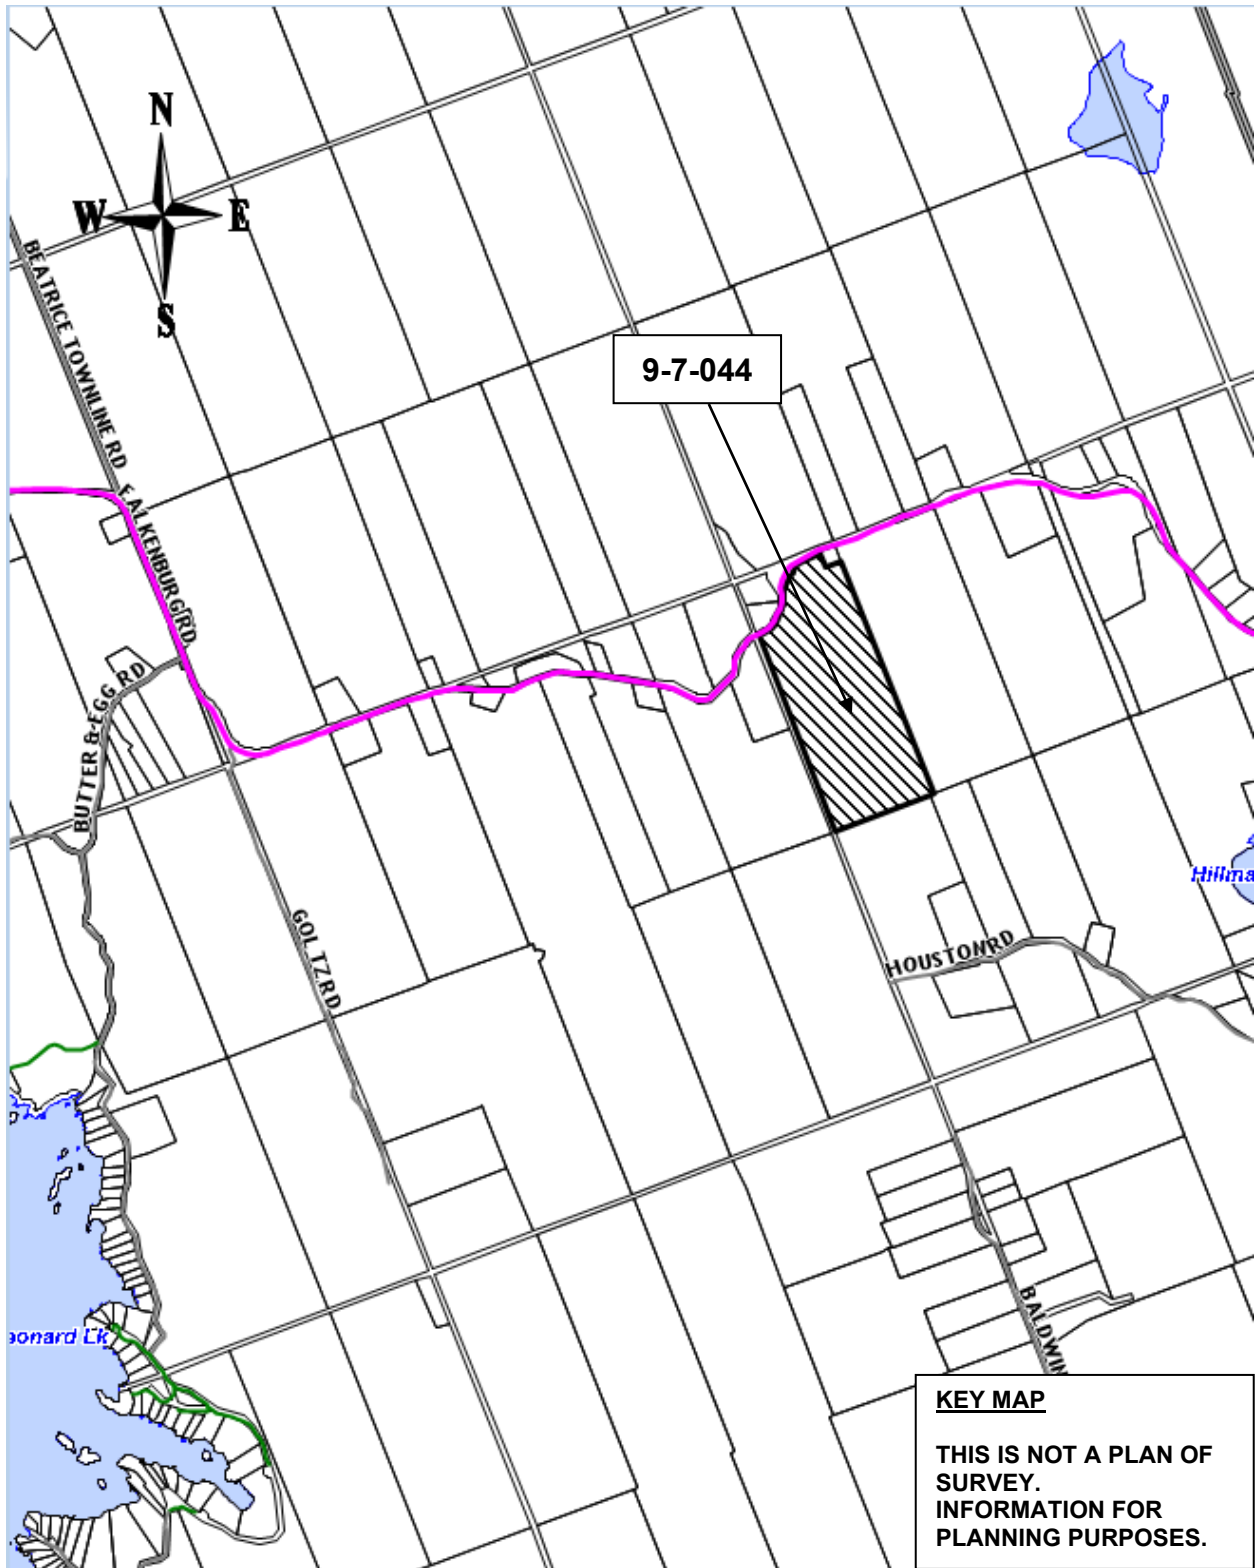 N
W E
S
BEATRICE TOWNLINE RD
9-7-044
FALKENBURG RD
BUTTER & EGG RD
Hillma
GOLTZ RD
HOUSTON RD
eonard Lk
BALDWIN
KEY MAP
THIS IS NOT A PLAN OF
SURVEY.
INFORMATION FOR
PLANNING PURPOSES.